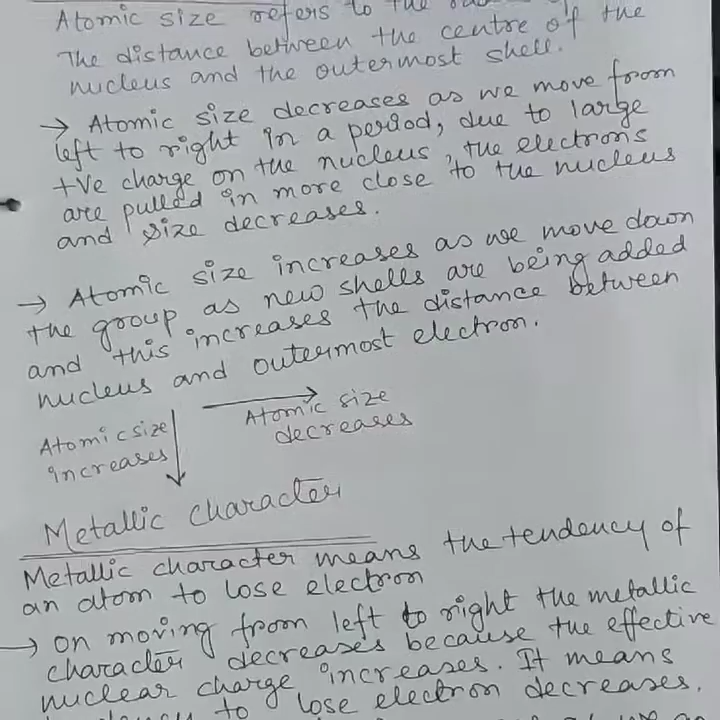 Atomic size refers to the
The distance between the centre of the
nucleus and the outermost shell.
→ Atomic size decreases as we move from
left to right in a period, due to large
+ve charge on the nucleus, the electrons
are pulled in more close to the nucleus
and size decreases.
→ Atomic size increases as we move down
the group as new shells are being added
and this increases the distance between
nucleus and outermost electron.
Atomic size
increases
Atomic size
decreases
Metallic character
Metallic character means the tendency of
an atom to lose electron
→ on moving from left to right the metallic
character decreases because the effective
nuclear charge increases. It means
to lose electron decreases.